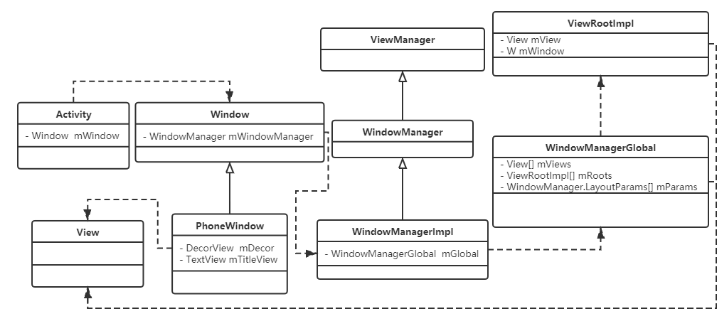 ViewManager
ViewRootImpl
- View mView
- W mWindow
Activity
- Window mWindow
Window
- WindowManager mWindowManager
WindowManager
WindowManagerGlobal
- View[] mViews
- ViewRootImpl[] mRoots
- WindowManager.LayoutParams[] mParams
View
PhoneWindow
- DecorView mDecor
- TextView mTitleView
WindowManagerImpl
- WindowManagerGlobal mGlobal